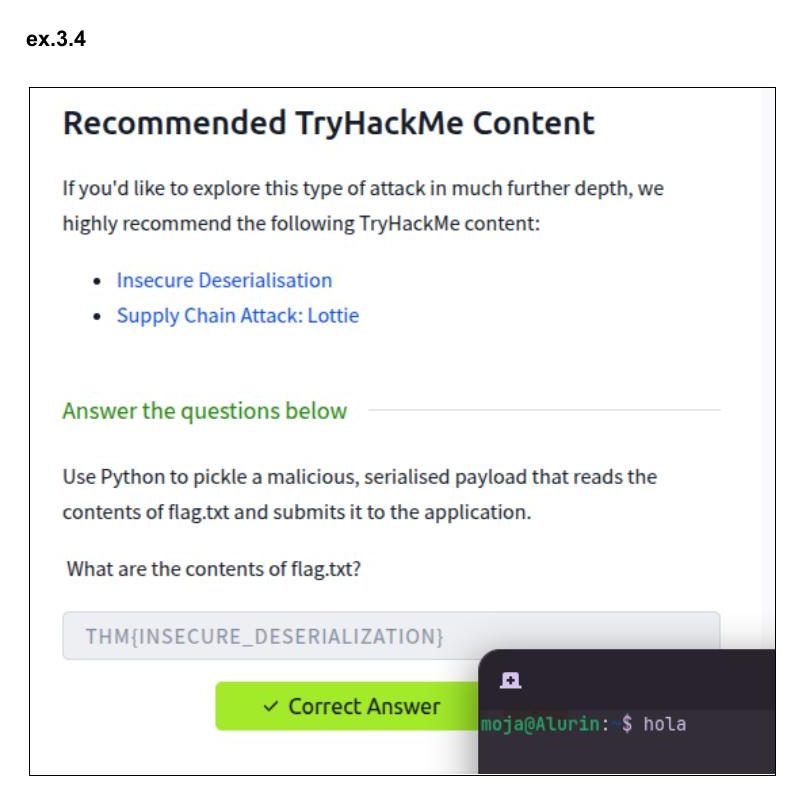 ex.3.4
Recommended TryHackMe Content
If you'd like to explore this type of attack in much further depth, we
highly recommend the following TryHackMe content:
• Insecure Deserialisation
• Supply Chain Attack: Lottie
Answer the questions below
Use Python to pickle a malicious, serialised payload that reads the
contents of flag.txt and submits it to the application.
What are the contents of flag.txt?
THM{INSECURE_DESERIALIZATION}
✓ Correct Answer
moja@Alurin:~$ hola